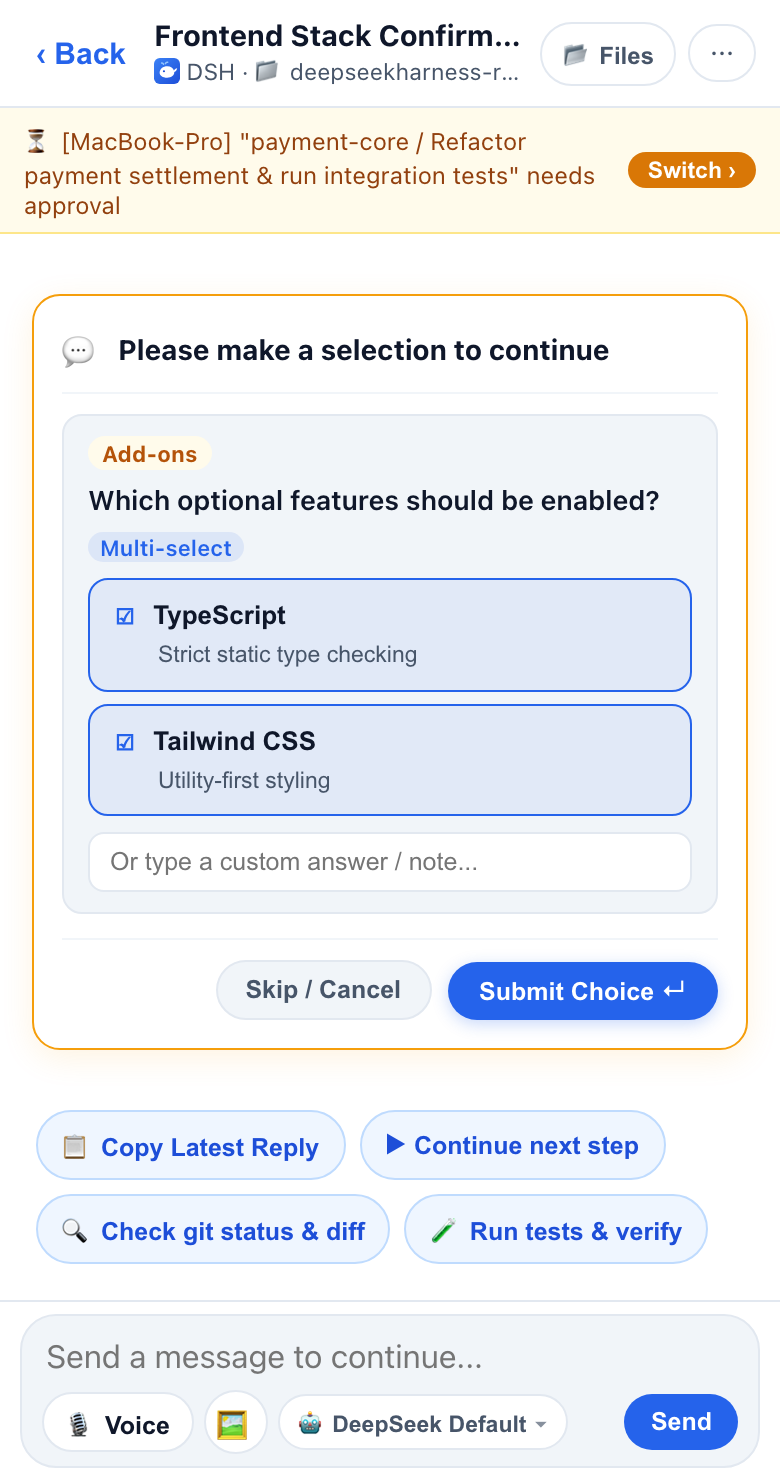 ‹ Back
Frontend Stack Confirm...
DSH · deepseekharness-r...
Files
···
[MacBook-Pro] "payment-core / Refactor
payment settlement & run integration tests" needs
approval
Switch ›
Please make a selection to continue
Add-ons
Which optional features should be enabled?
Multi-select
TypeScript
Strict static type checking
Tailwind CSS
Utility-first styling
Or type a custom answer / note...
Skip / Cancel
Submit Choice ↵
Copy Latest Reply
Continue next step
Check git status & diff
Run tests & verify
Send a message to continue...
Voice
DeepSeek Default
Send